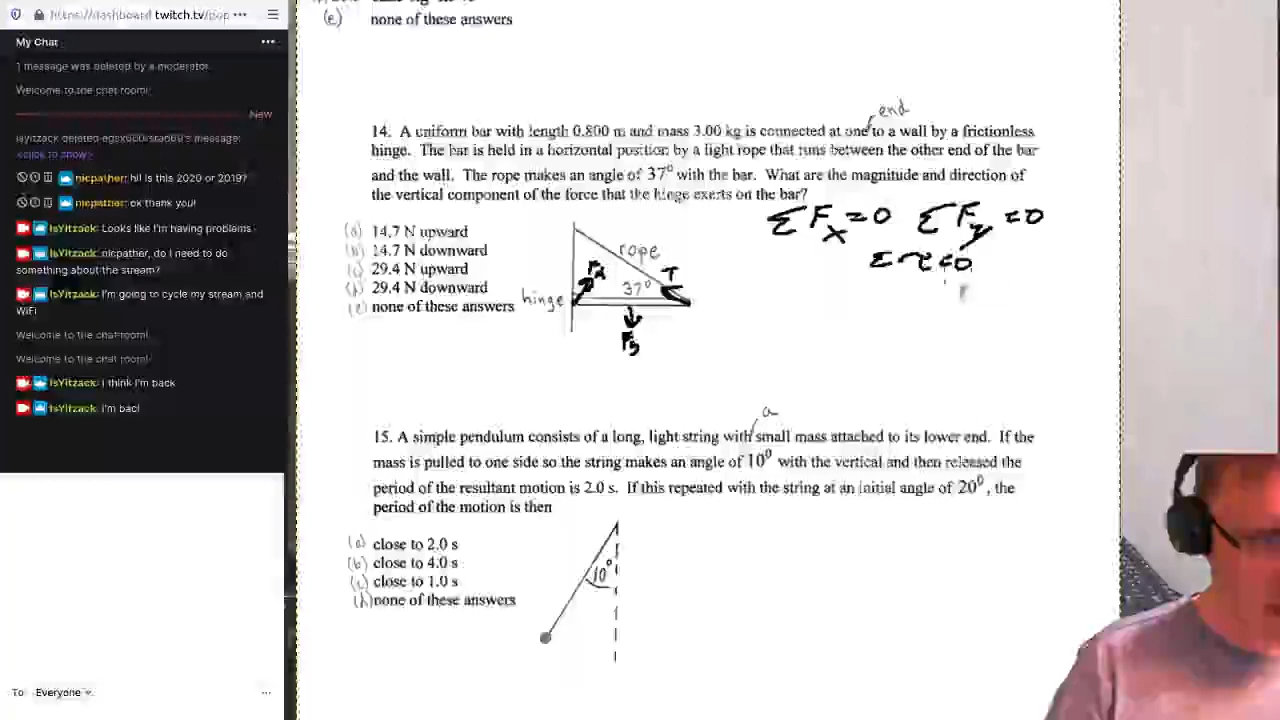 https://dashboard.twitch.tv/pop
My Chat
1 message was deleted by a moderator.
Welcome to the chat room!
New
message:
<click to show>
nicpather: hi! Is this 2020 or 2019?
nicpather: ok thank you!
IsYitzack: Looks like I'm having problems
IsYitzack: nicpather, do I need to do
something about the stream?
IsYitzack: I'm going to cycle my stream and
WiFi
Welcome to the chat room!
Welcome to the chat room!
IsYitzack: I think I'm back
IsYitzack: I'm bac!
To Everyone
(e) none of these answers
end
14. A uniform bar with length 0.800 m and mass 3.00 kg is connected at one to a wall by a frictionless
hinge. The bar is held in a horizontal position by a light rope that runs between the other end of the bar
and the wall. The rope makes an angle of 37⁰ with the bar. What are the magnitude and direction of
the vertical component of the force that the hinge exerts on the bar?
ΣFx=0 ΣFy=0
Στ=0
(a) 14.7 N upward
(b) 14.7 N downward
(c) 29.4 N upward
29.4 N downward
(e) none of these answers
rope
T
37⁰
hinge
a
15. A simple pendulum consists of a long, light string with small mass attached to its lower end. If the
mass is pulled to one side so the string makes an angle of 10⁰ with the vertical and then released the
period of the resultant motion is 2.0 s. If this repeated with the string at an initial angle of 20⁰, the
period of the motion is then
(a) close to 2.0 s
(b) close to 4.0 s
(c) close to 1.0 s
none of these answers
10⁰